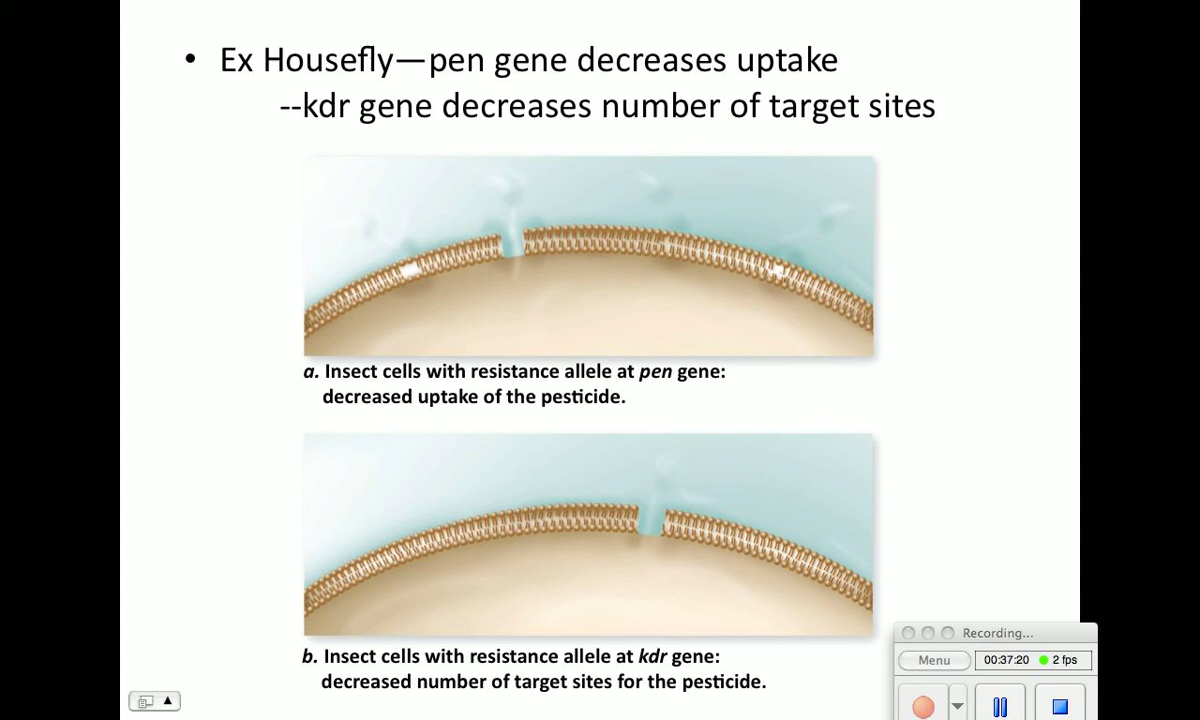 • Ex Housefly—pen gene decreases uptake
--kdr gene decreases number of target sites
a. Insect cells with resistance allele at pen gene:
decreased uptake of the pesticide.
b. Insect cells with resistance allele at kdr gene:
decreased number of target sites for the pesticide.
Recording...
Menu
00:37:20 2 fps